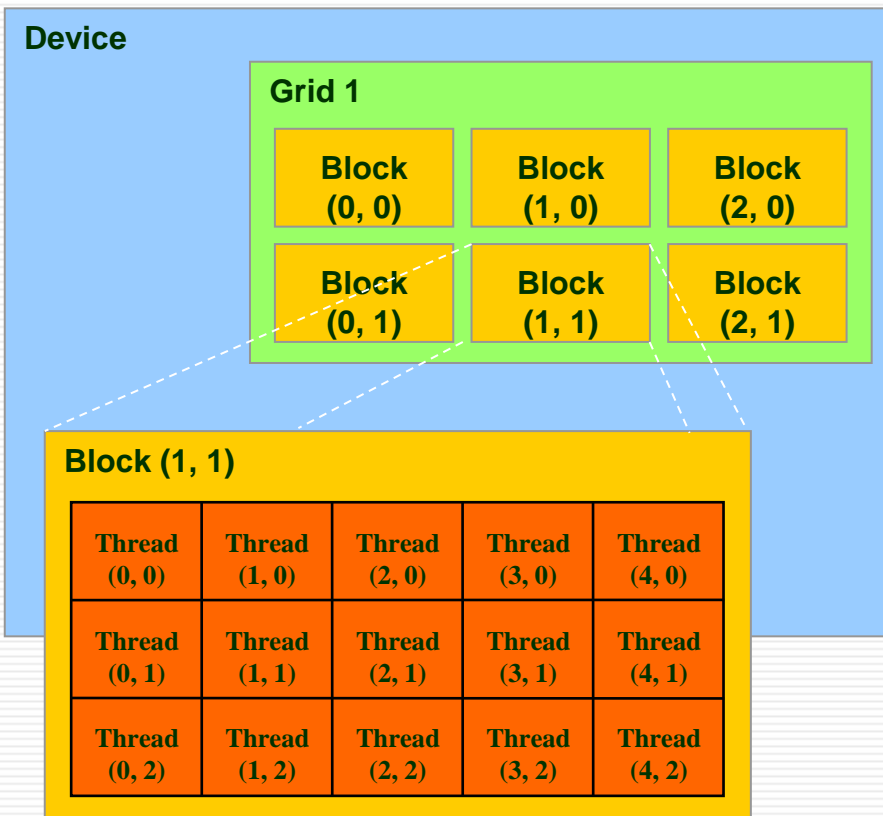 Device
Grid 1
Block
(0, 0)
Block
(1, 0)
Block
(2, 0)
Block
(0, 1)
Block
(1, 1)
Block
(2, 1)
Block (1, 1)
Thread
(0, 0)
Thread
(1, 0)
Thread
(2, 0)
Thread
(3, 0)
Thread
(4, 0)
Thread
(0, 1)
Thread
(1, 1)
Thread
(2, 1)
Thread
(3, 1)
Thread
(4, 1)
Thread
(0, 2)
Thread
(1, 2)
Thread
(2, 2)
Thread
(3, 2)
Thread
(4, 2)